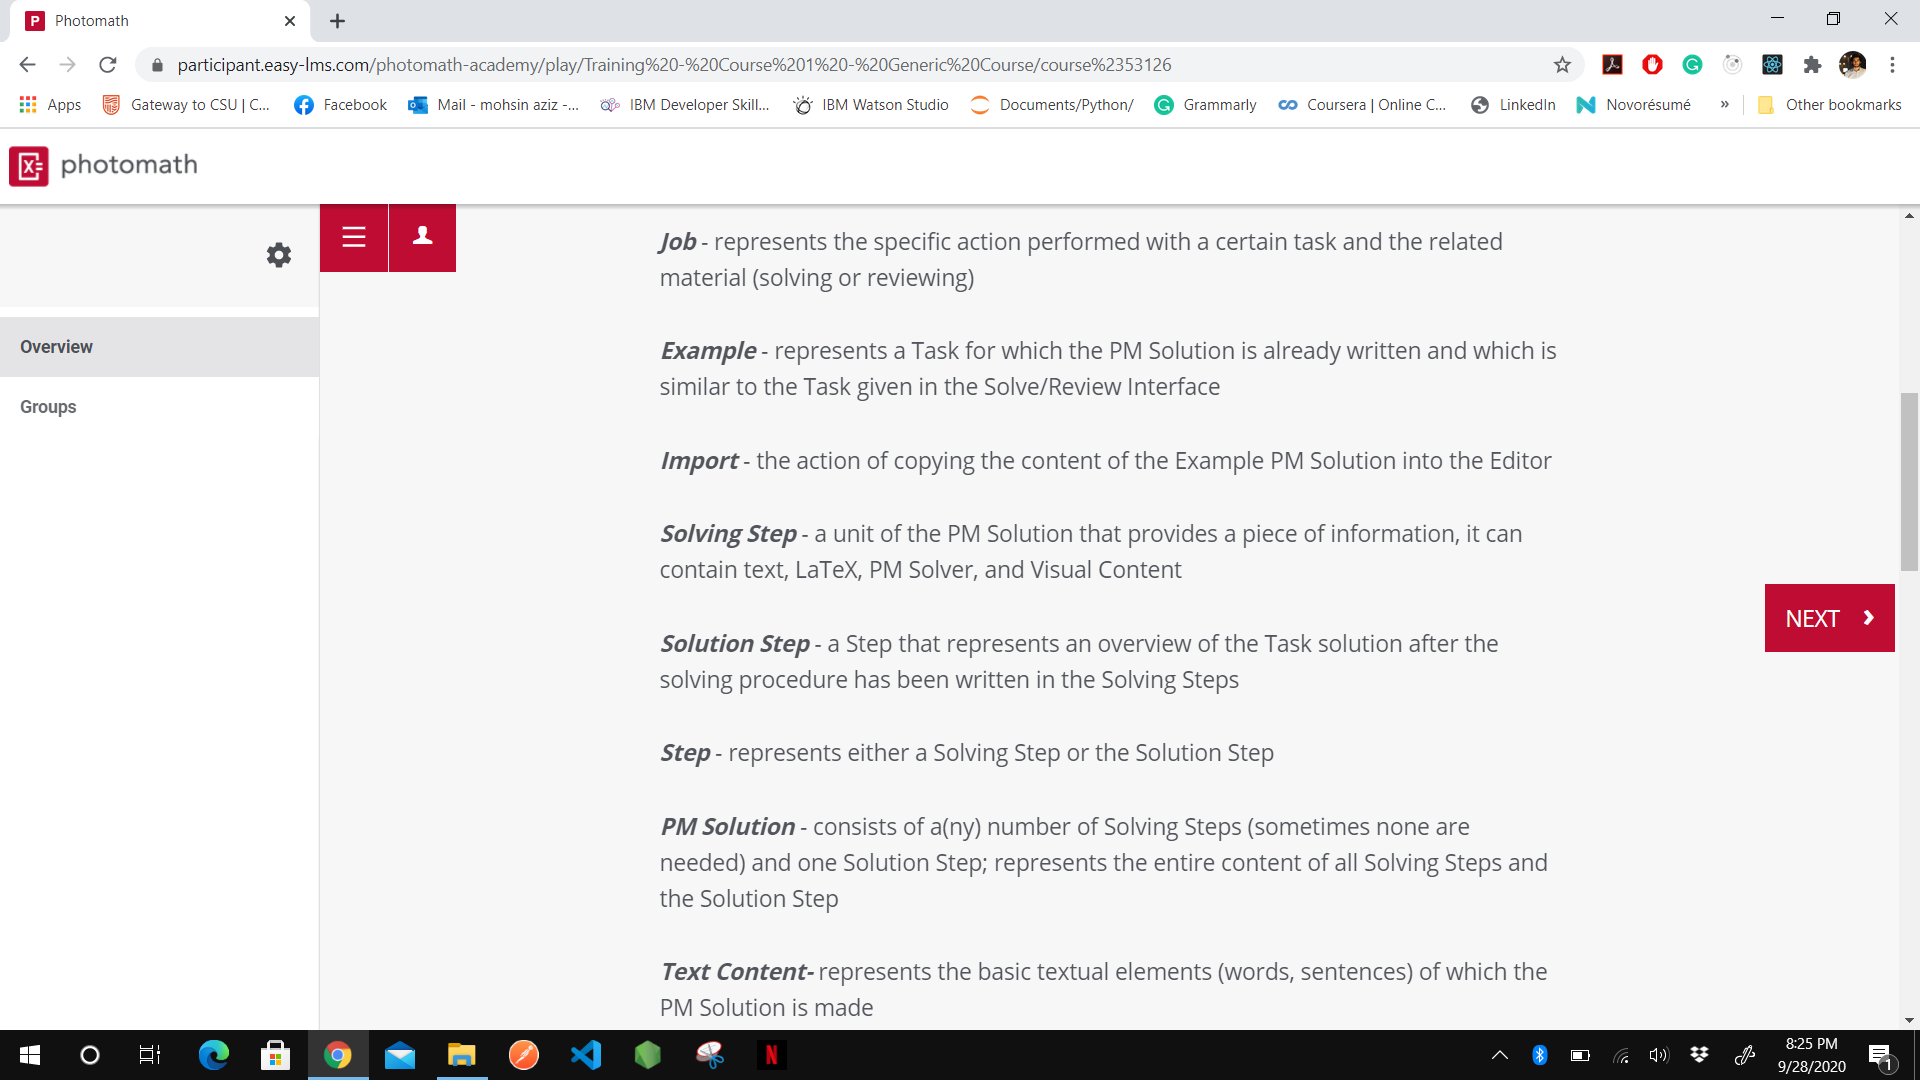 Photomath
participant.easy-lms.com/photomath-academy/play/Training%20-%20Course%201%20-%20Generic%20Course/course%2353126
Apps Gateway to CSU | C... Facebook Mail - mohsin aziz -... IBM Developer Skill... IBM Watson Studio Documents/Python/ Grammarly Coursera | Online C... LinkedIn Novorésumé » Other bookmarks
photomath
Overview
Groups
Job - represents the specific action performed with a certain task and the related
material (solving or reviewing)
Example - represents a Task for which the PM Solution is already written and which is
similar to the Task given in the Solve/Review Interface
Import - the action of copying the content of the Example PM Solution into the Editor
Solving Step - a unit of the PM Solution that provides a piece of information, it can
contain text, LaTeX, PM Solver, and Visual Content
NEXT
Solution Step - a Step that represents an overview of the Task solution after the
solving procedure has been written in the Solving Steps
Step - represents either a Solving Step or the Solution Step
PM Solution - consists of a(ny) number of Solving Steps (sometimes none are
needed) and one Solution Step; represents the entire content of all Solving Steps and
the Solution Step
Text Content- represents the basic textual elements (words, sentences) of which the
PM Solution is made
8:25 PM
9/28/2020
1